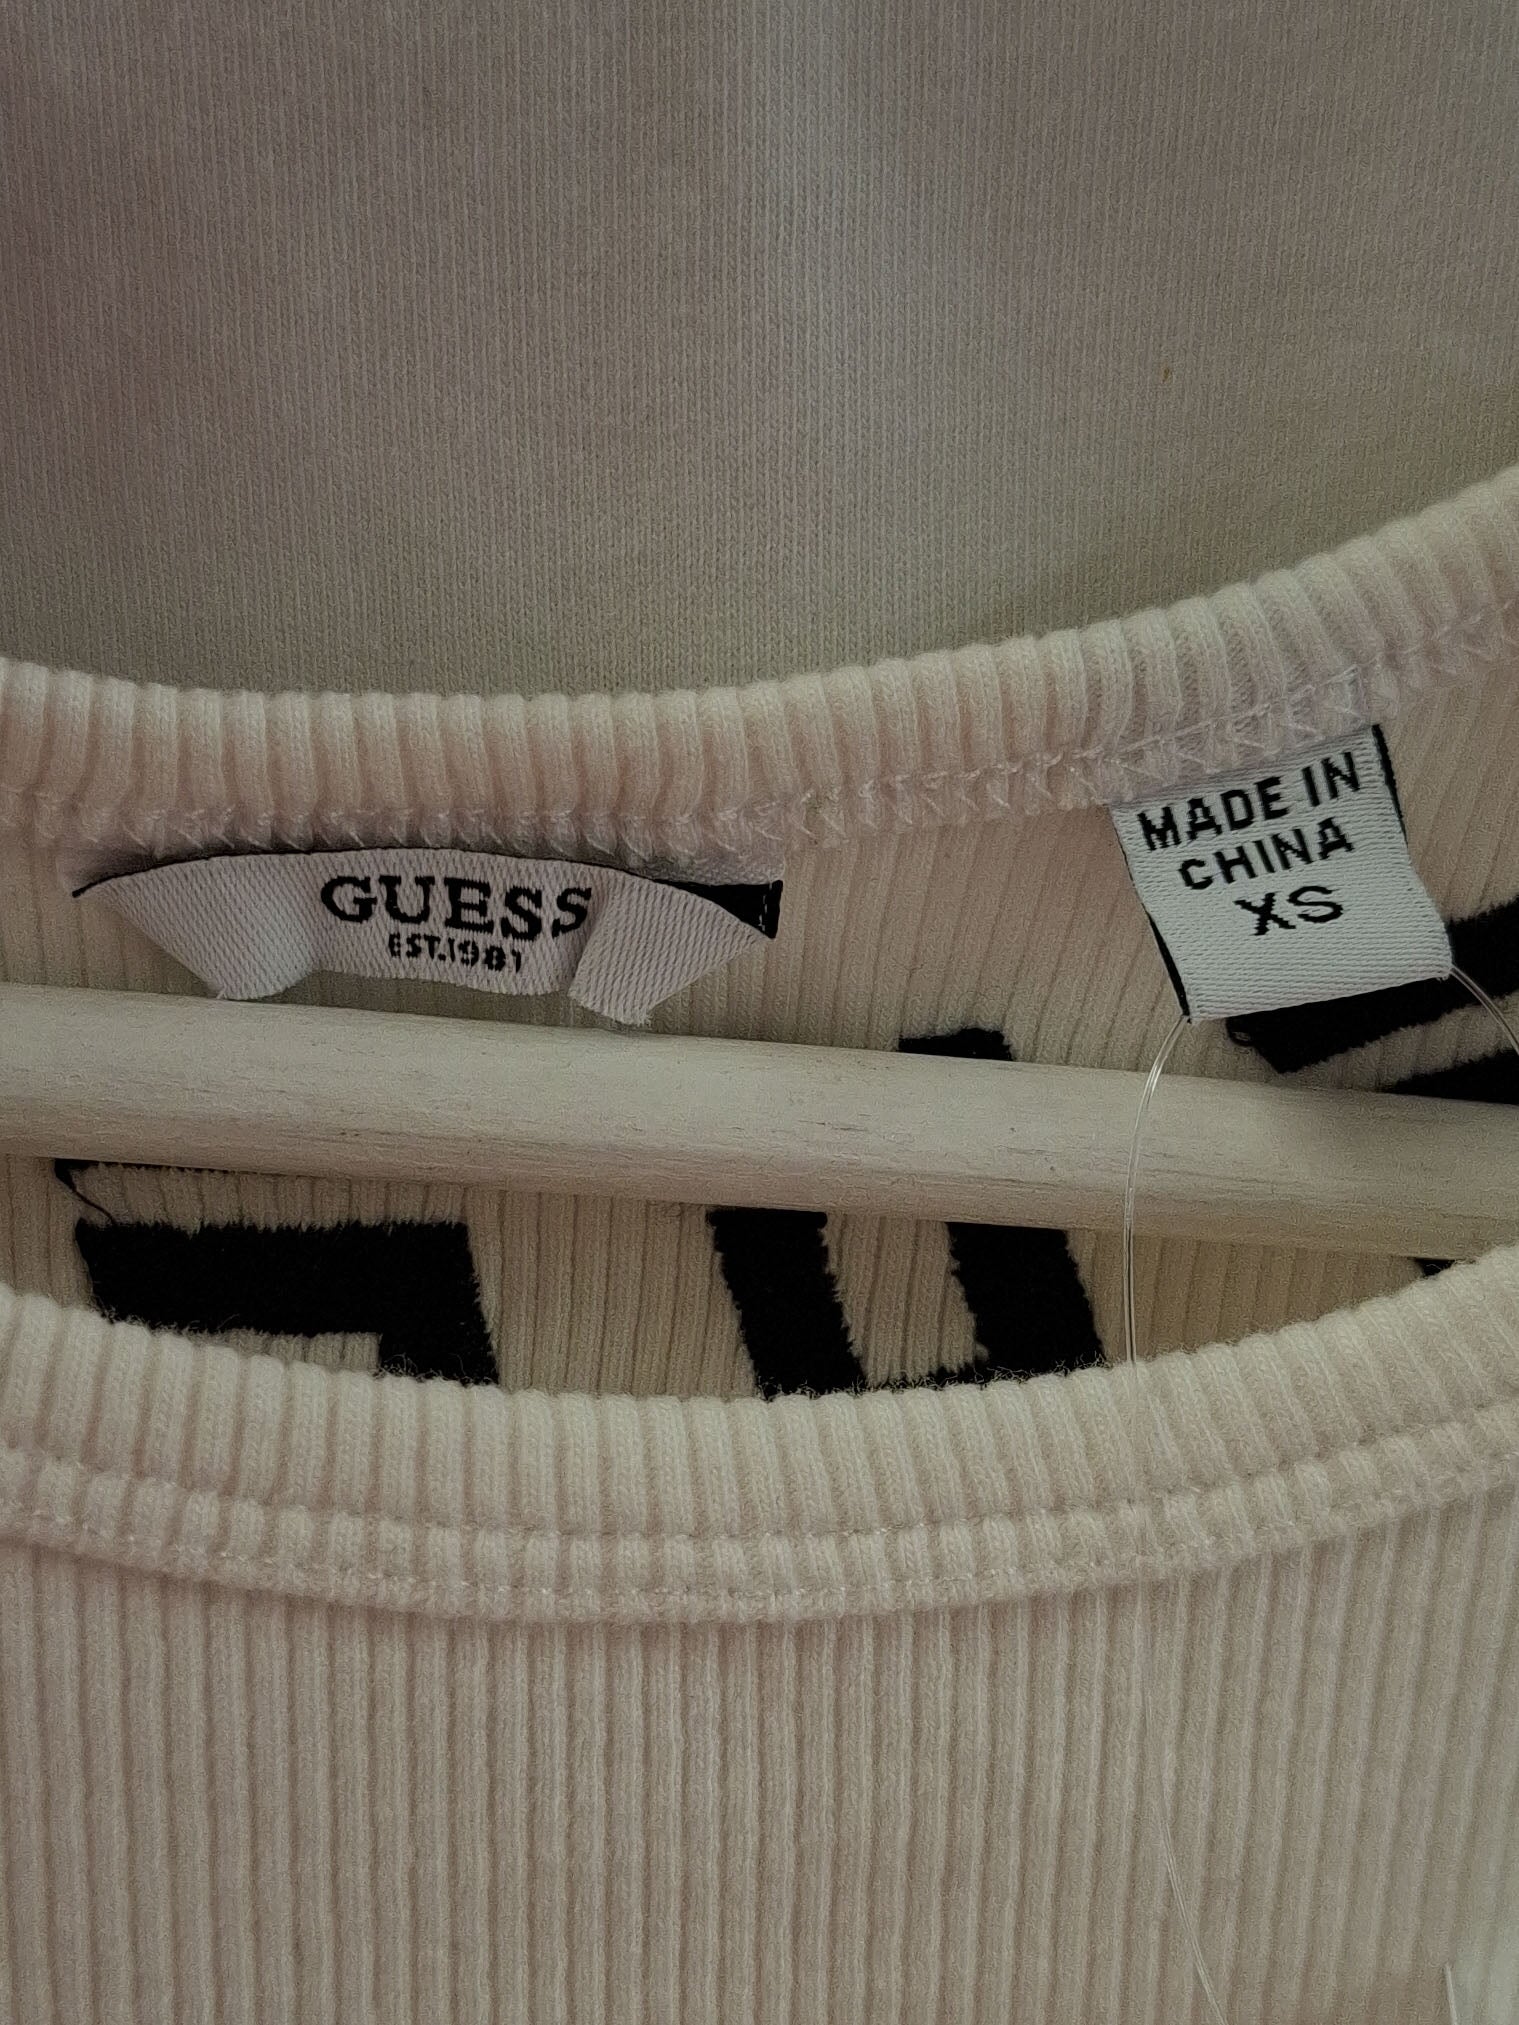 GUESS
EST.1981
MADE IN
CHINA
XS